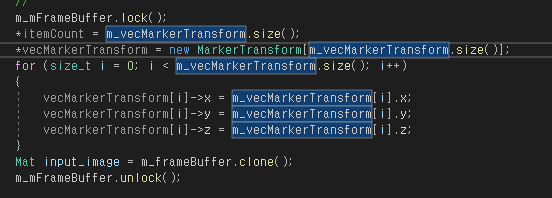 //
m_mFrameBuffer.lock();
*itemCount = m_vecMarkerTransform.size();
*vecMarkerTransform = new MarkerTransform[m_vecMarkerTransform.size()];
for (size_t i = 0; i < m_vecMarkerTransform.size(); i++)
{
vecMarkerTransform[i]->x = m_vecMarkerTransform[i].x;
vecMarkerTransform[i]->y = m_vecMarkerTransform[i].y;
vecMarkerTransform[i]->z = m_vecMarkerTransform[i].z;
}
Mat input_image = m_frameBuffer.clone();
m_mFrameBuffer.unlock();